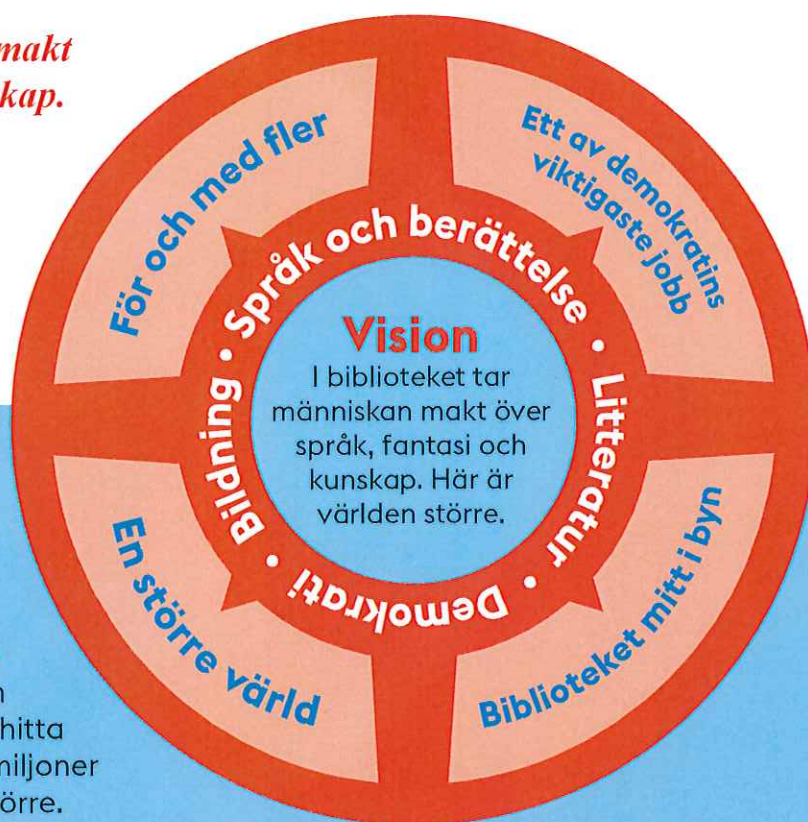 makt
kap.
För och med fler
Ett av demokratins
viktigaste jobb
Språk och berättelse • Litteratur • Demokrati • Bildning •
Vision
I biblioteket tar
människan makt över
språk, fantasi och
kunskap. Här är
världen större.
En större värld
Biblioteket mitt i byn
hitta
miljoner
örre.